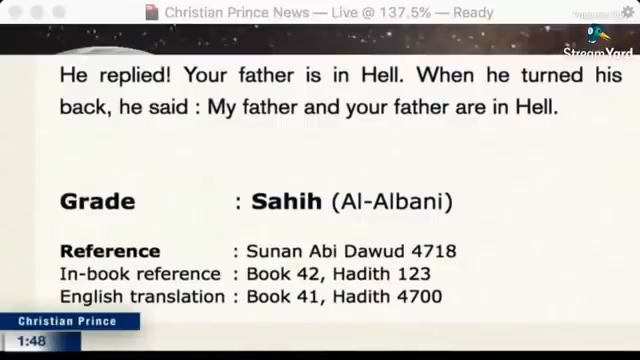 Christian Prince News — Live @ 137.5% — Ready
StreamYard
He replied! Your father is in Hell. When he turned his
back, he said : My father and your father are in Hell.
Grade : Sahih (Al-Albani)
Reference : Sunan Abi Dawud 4718
In-book reference : Book 42, Hadith 123
English translation : Book 41, Hadith 4700
Christian Prince
1:48